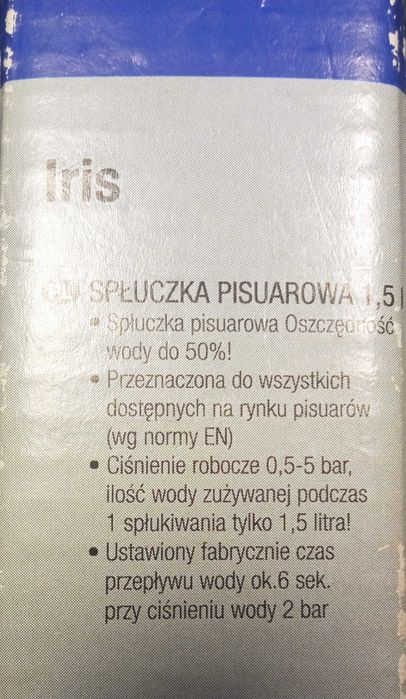 Iris
SPŁUCZKA PISUAROWA 1,5 l
• Spłuczka pisuarowa Oszczędność
wody do 50%!
• Przeznaczona do wszystkich
dostępnych na rynku pisuarów
(wg normy EN)
• Ciśnienie robocze 0,5-5 bar,
ilość wody zużywanej podczas
1 spłukiwania tylko 1,5 litra!
• Ustawiony fabrycznie czas
przepływu wody ok.6 sek.
przy ciśnieniu wody 2 bar